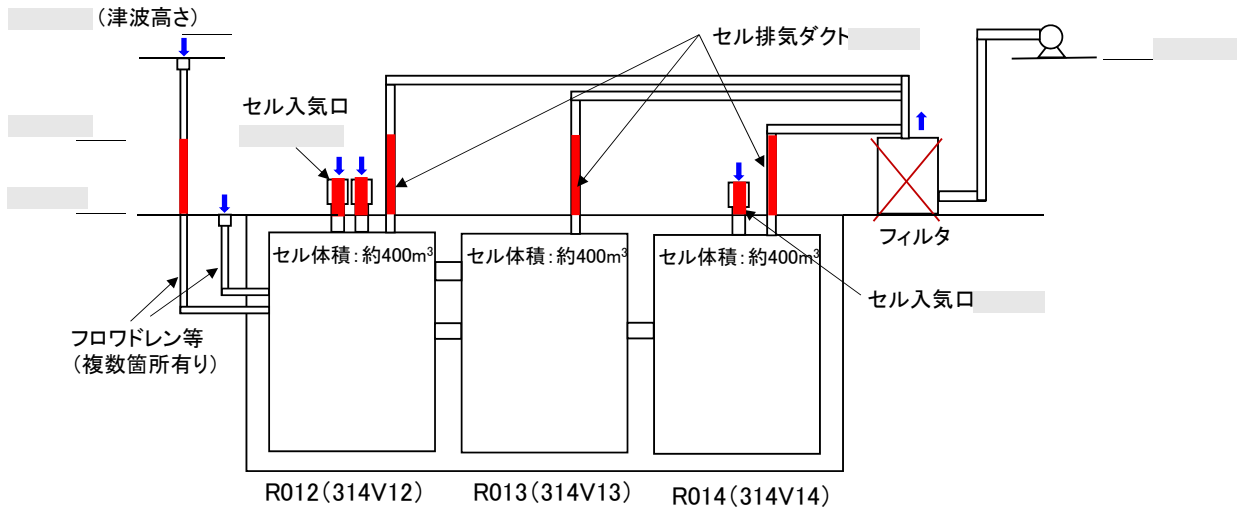 (津波高さ)
セル排気ダクト
セル入気口
フィルタ
セル体積:約400m³
セル体積:約400m³
セル体積:約400m³
セル入気口
フロワドレン等
(複数箇所有り)
R012(314V12)
R013(314V13)
R014(314V14)